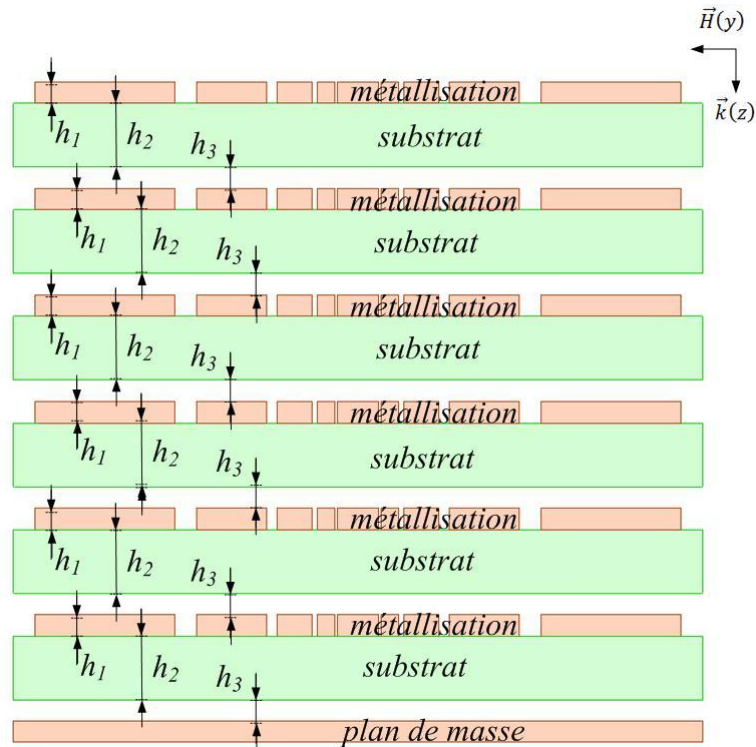 H⃗(y)
k⃗(z)
métallisation
h₁ h₂ substrat
h₃
métallisation
h₁ h₂ substrat
h₃
métallisation
h₁ h₂ substrat
h₃
métallisation
h₁ h₂ substrat
h₃
métallisation
h₁ h₂ substrat
h₃
métallisation
h₁ h₂ substrat
h₃
plan de masse